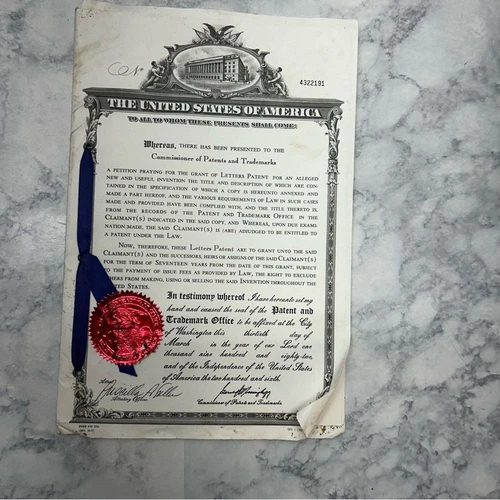 No
4322191
THE UNITED STATES OF AMERICA
TO ALL TO WHOM THESE PRESENTS SHALL COME:
Whereas, THERE HAS BEEN PRESENTED TO THE
Commissioner of Patents and Trademarks
A PETITION PRAYING FOR THE GRANT OF LETTERS PATENT FOR AN ALLEGED
NEW AND USEFUL INVENTION THE TITLE AND DESCRIPTION OF WHICH ARE CON-
TAINED IN THE SPECIFICATION OF WHICH A COPY IS HEREUNTO ANNEXED AND
MADE A PART HEREOF, AND THE VARIOUS REQUIREMENTS OF LAW IN SUCH CASES
MADE AND PROVIDED HAVE BEEN COMPLIED WITH, AND THE TITLE THERETO IS,
FROM THE RECORDS OF THE PATENT AND TRADEMARK OFFICE IN THE
CLAIMANT(S) INDICATED IN THE SAID COPY, AND WHEREAS, UPON DUE EXAMI-
NATION MADE, THE SAID CLAIMANT(S) IS (ARE) ADJUDGED TO BE ENTITLED TO
A PATENT UNDER THE LAW.
NOW, THEREFORE, THESE Letters Patent ARE TO GRANT UNTO THE SAID
CLAIMANT(S) AND THE SUCCESSORS, HEIRS OR ASSIGNS OF THE SAID CLAIMANT(S)
FOR THE TERM OF SEVENTEEN YEARS FROM THE DATE OF THIS GRANT, SUBJECT
TO THE PAYMENT OF ISSUE FEES AS PROVIDED BY LAW, THE RIGHT TO EXCLUDE
OTHERS FROM MAKING, USING OR SELLING THE SAID INVENTION THROUGHOUT THE
UNITED STATES.
In testimony whereof I have hereunto set my
hand and caused the seal of the Patent and
Trademark Office to be affixed at the City
of Washington this thirtieth day of
March in the year of our Lord one
thousand nine hundred and eighty-two,
and of the Independence of the United States
of America the two hundred and sixth.
Attest
Attesting Officer
Commissioner of Patents and Trademarks